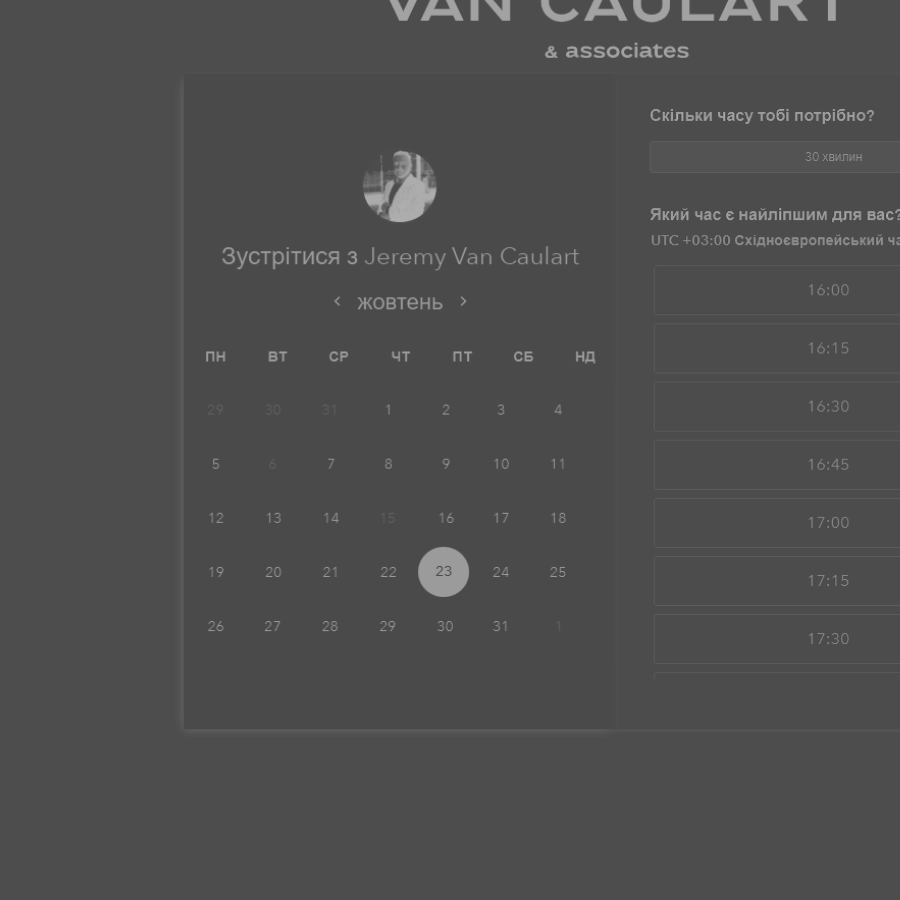 VAN CAULART
& associates
Зустрітися з Jeremy Van Caulart
жовтень
ПН ВТ СР ЧТ ПТ СБ НД
29 30 31 1 2 3 4
5 6 7 8 9 10 11
12 13 14 15 16 17 18
19 20 21 22 23 24 25
26 27 28 29 30 31 1
Скільки часу тобі потрібно?
30 хвилин
Який час є найліпшим для вас?
UTC +03:00 Східноєвропейський
16:00
16:15
16:30
16:45
17:00
17:15
17:30